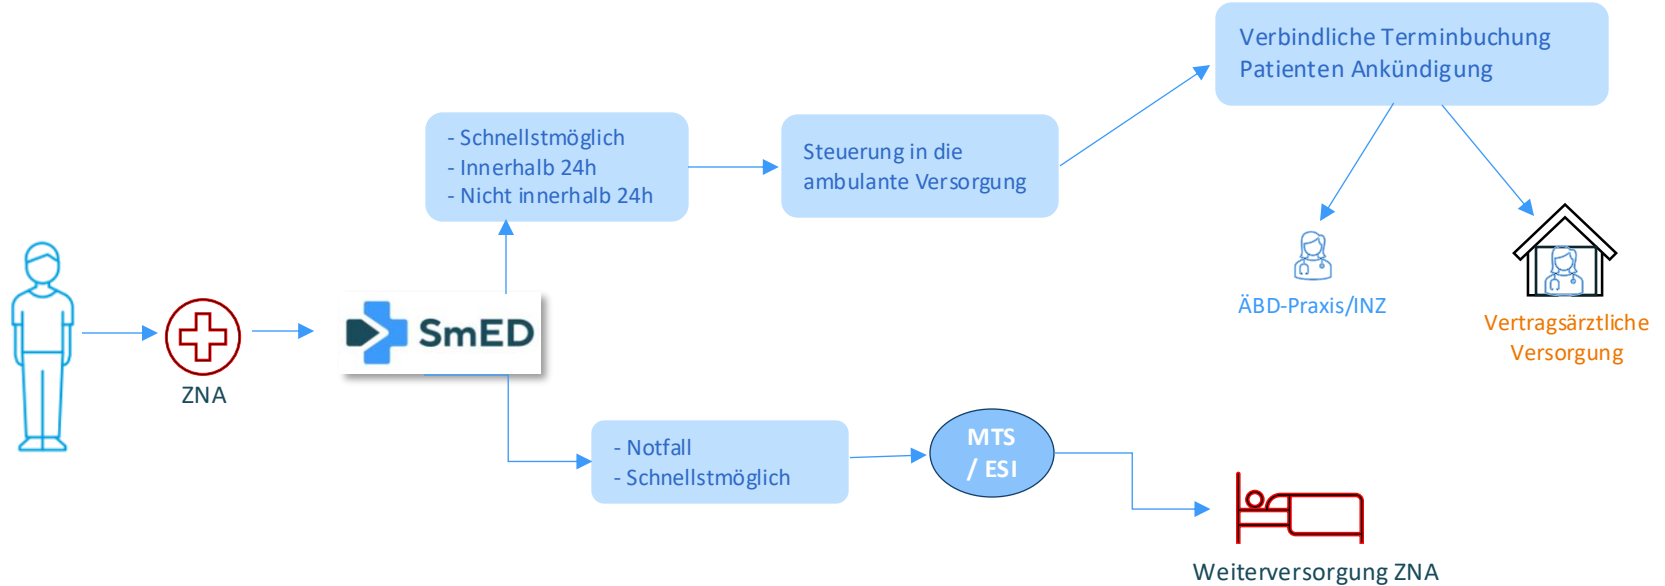 Verbindliche Terminbuchung
Patienten Ankündigung
- Schnellstmöglich
- Innerhalb 24h
- Nicht innerhalb 24h
Steuerung in die
ambulante Versorgung
ÄBD-Praxis/INZ
Vertragsärztliche
Versorgung
SmED
ZNA
- Notfall
- Schnellstmöglich
MTS
/ ESI
Weiterversorgung ZNA